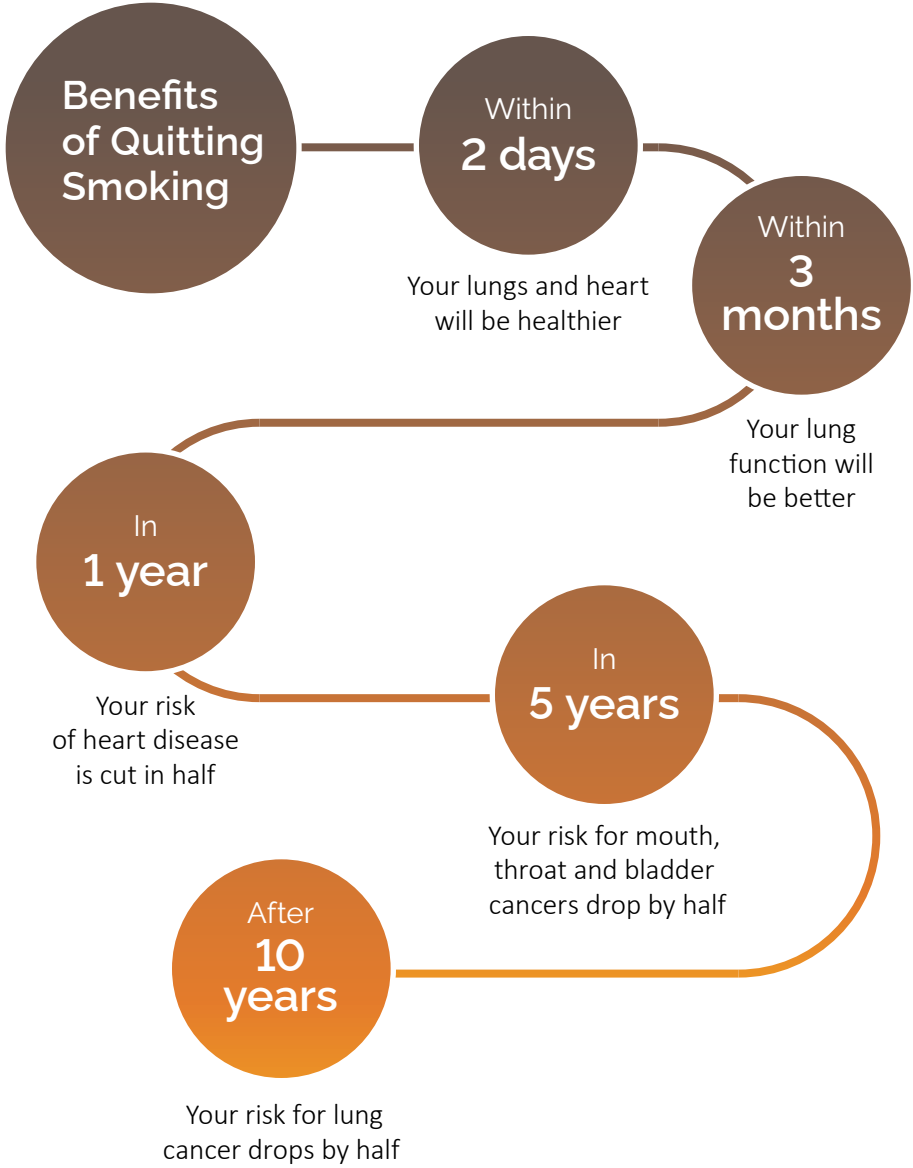 Benefits
of Quitting
Smoking
Within
2 days
Your lungs and heart
will be healthier
Within
3
months
Your lung
function will
be better
In
1 year
Your risk
of heart disease
is cut in half
In
5 years
Your risk for mouth,
throat and bladder
cancers drop by half
After
10
years
Your risk for lung
cancer drops by half